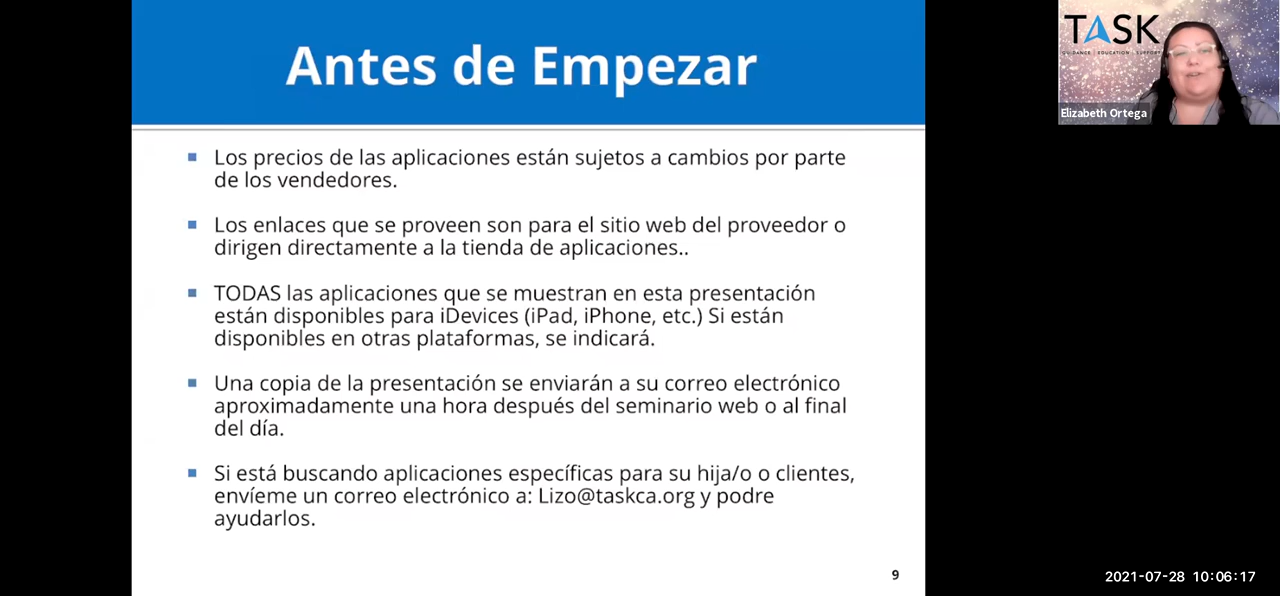 Antes de Empezar
Los precios de las aplicaciones están sujetos a cambios por parte
de los vendedores.
Los enlaces que se proveen son para el sitio web del proveedor o
dirigen directamente a la tienda de aplicaciones..
TODAS las aplicaciones que se muestran en esta presentación
están disponibles para iDevices (iPad, iPhone, etc.) Si están
disponibles en otras plataformas, se indicará.
Una copia de la presentación se enviarán a su correo electrónico
aproximadamente una hora después del seminario web o al final
del día.
Si está buscando aplicaciones específicas para su hija/o o clientes,
envíeme un correo electrónico a: Lizo@taskca.org y podre
ayudarlos.
9
TASK
GUIDANCE | EDUCATION | SUPPORT
Elizabeth Ortega
2021-07-28 10:06:17